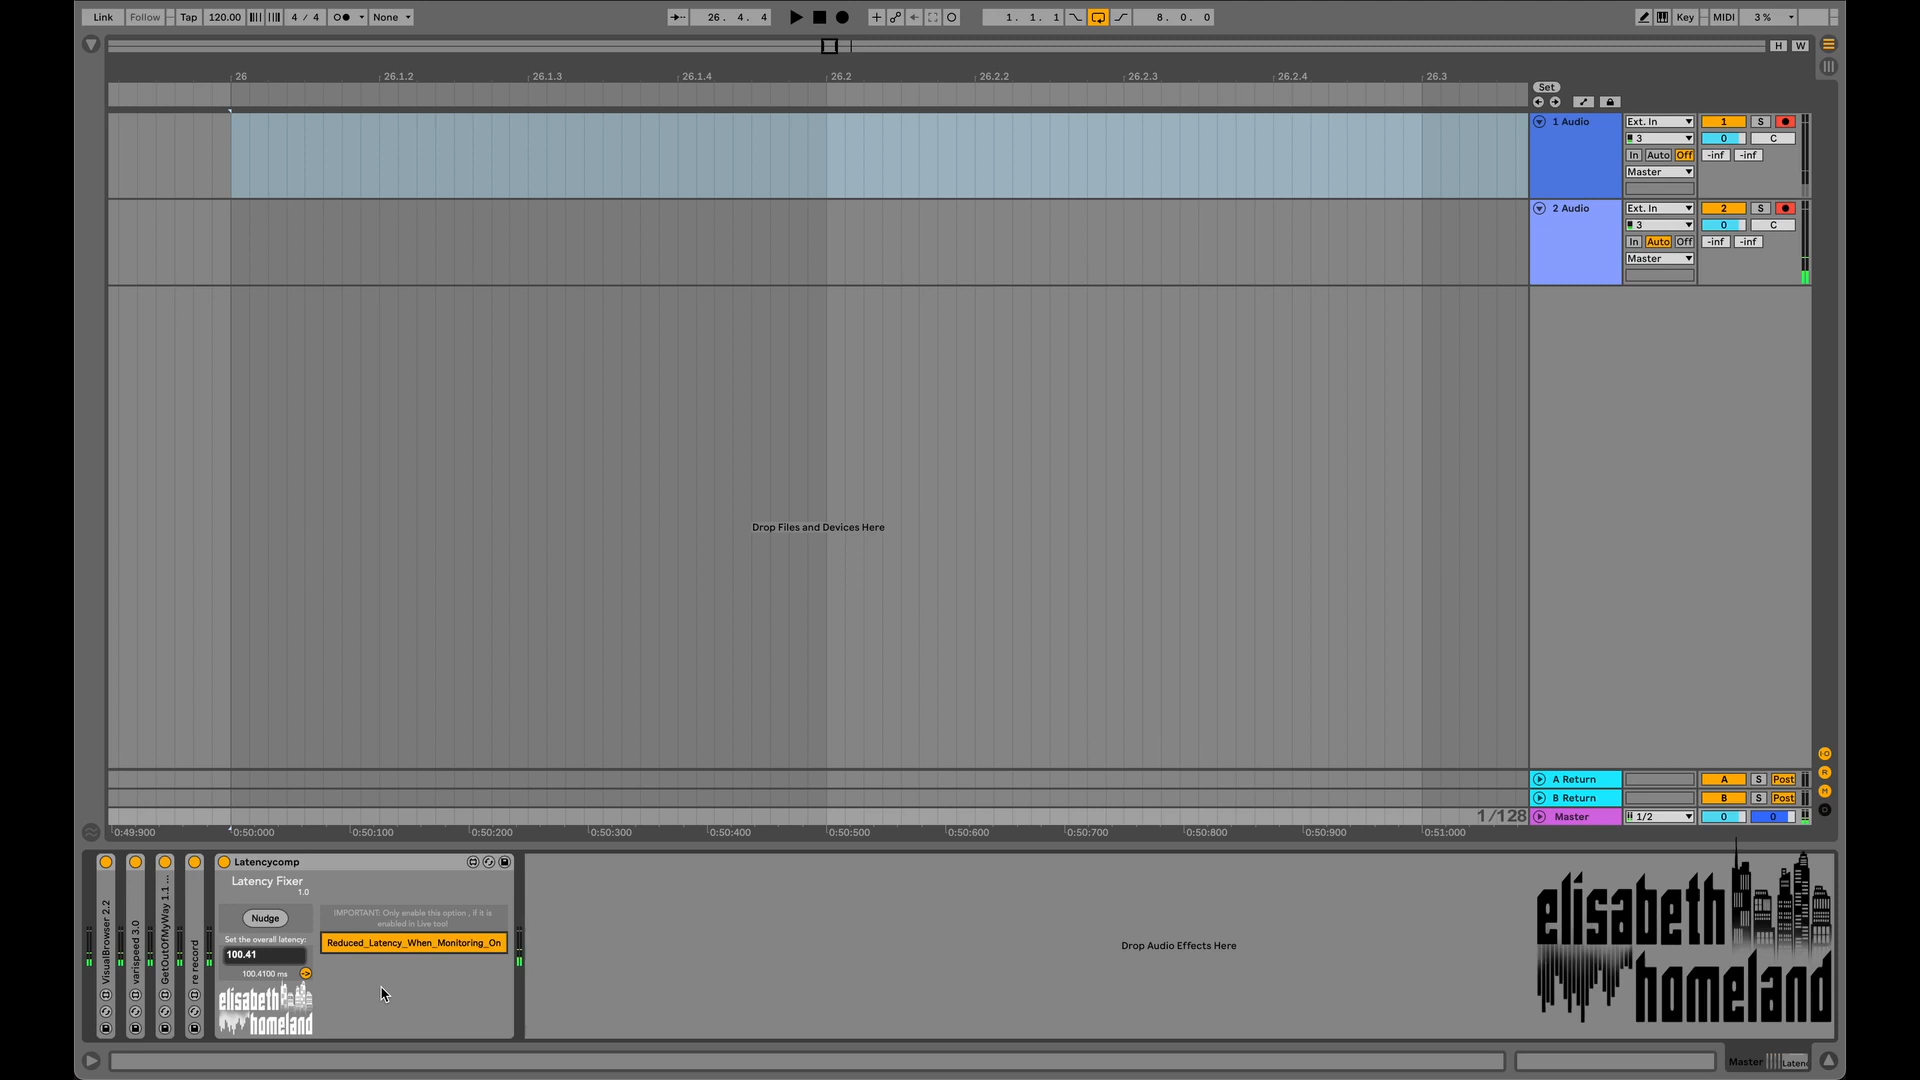 Link Follow Tap 120.00 4 / 4 None 26. 4. 4 1. 1. 1 8. 0. 0 Key MIDI 3 %
H W
26 26.1.2 26.1.3 26.1.4 26.2 26.2.2 26.2.3 26.2.4 26.3
Set
1 Audio Ext. In 1 S
3 0 C
In Auto Off -inf -inf
Master
2 Audio Ext. In 2 S
3 0 C
In Auto Off -inf -inf
Master
Drop Files and Devices Here
A Return A S Post
B Return B S Post
1/128 Master 1/2 0 0
0:49:900 0:50:000 0:50:100 0:50:200 0:50:300 0:50:400 0:50:500 0:50:600 0:50:700 0:50:800 0:50:900 0:51:000
VisualBrowser 2.2
varispeed 3.0
GetOutOfMyWay 1.1 ...
re record
Latencycomp
Latency Fixer
1.0
Nudge
Set the overall latency:
100.41
100.4100 ms
elisabeth
homeland
IMPORTANT: Only enable this option , if it is
enabled in Live tool
Reduced_Latency_When_Monitoring_On
Drop Audio Effects Here
elisabeth
homeland
Master Laten